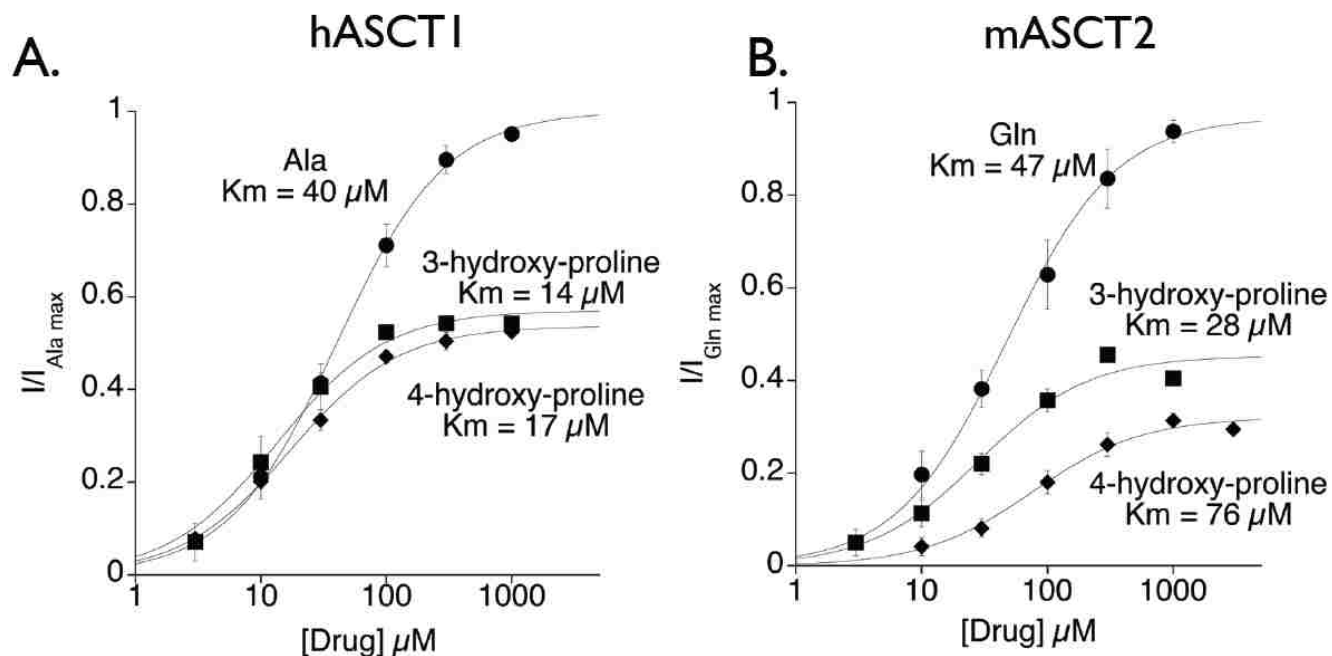 hASCT1
A.
1
0.8
0.6
0.4
0.2
0
I/I Ala max
Ala
Km = 40 µM
3-hydroxy-proline
Km = 14 µM
4-hydroxy-proline
Km = 17 µM
1
10
100
1000
[Drug] µM
mASCT2
B.
1
0.8
0.6
0.4
0.2
0
I/I Gln max
Gln
Km = 47 µM
3-hydroxy-proline
Km = 28 µM
4-hydroxy-proline
Km = 76 µM
1
10
100
1000
[Drug] µM